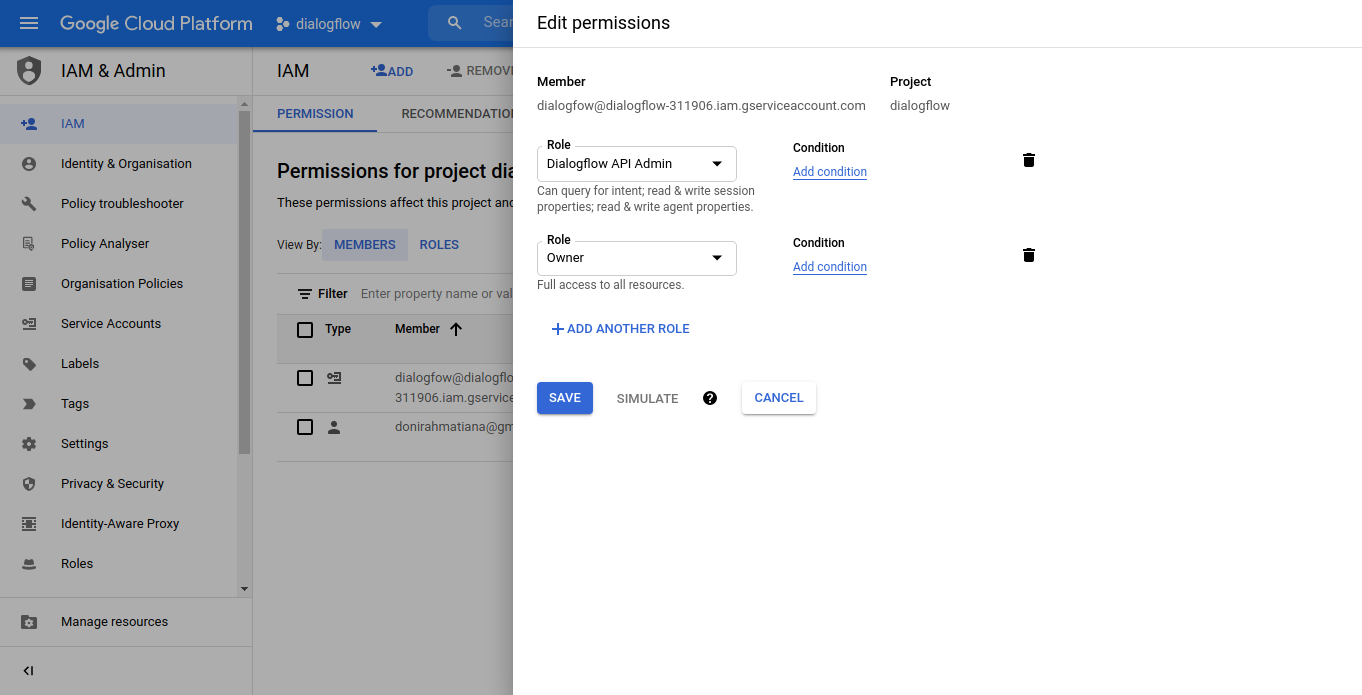 Google Cloud Platform
dialogflow
Sear
IAM & Admin
IAM
Identity & Organisation
Policy troubleshooter
Policy Analyser
Organisation Policies
Service Accounts
Labels
Tags
Settings
Privacy & Security
Identity-Aware Proxy
Roles
Manage resources
IAM
ADD
REMOV
PERMISSION
RECOMMENDATIO
Permissions for project dia
These permissions affect this project and
View By:
MEMBERS
ROLES
Filter
Enter property name or val
Type
Member
dialogfow@dialogflo
311906.iam.gservice
donirahmatiana@gm
Edit permissions
Member
Project
dialogfow@dialogflow-311906.iam.gserviceaccount.com
dialogflow
Role
Dialogflow API Admin
Can query for intent; read & write session
properties; read & write agent properties.
Condition
Add condition
Role
Owner
Full access to all resources.
Condition
Add condition
ADD ANOTHER ROLE
SAVE
SIMULATE
?
CANCEL